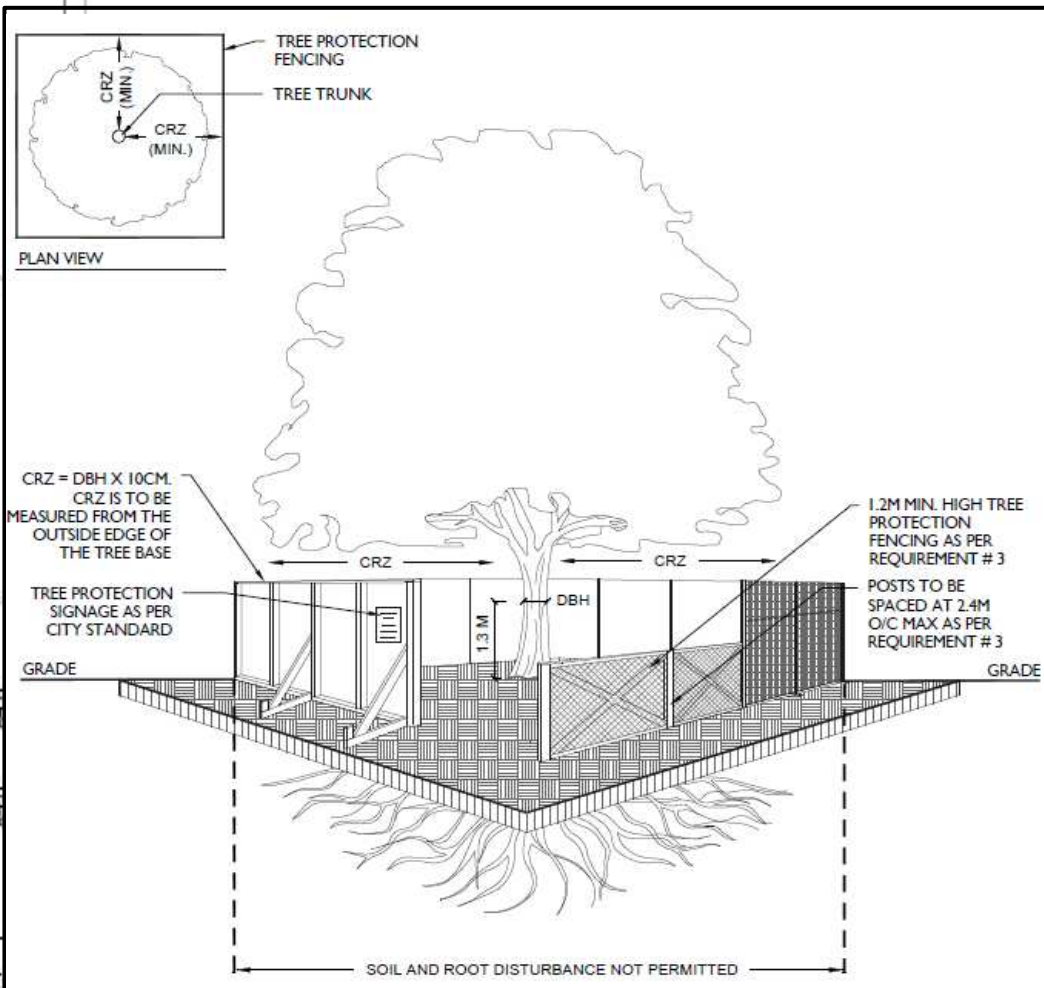 TREE PROTECTION
FENCING
TREE TRUNK
CRZ
(MIN.)
CRZ
(MIN.)
PLAN VIEW
CRZ = DBH X 10CM.
CRZ IS TO BE
MEASURED FROM THE
OUTSIDE EDGE OF
THE TREE BASE
TREE PROTECTION
SIGNAGE AS PER
CITY STANDARD
GRADE
CRZ
CRZ
DBH
1.3 M
1.2M MIN. HIGH TREE
PROTECTION
FENCING AS PER
REQUIREMENT # 3
POSTS TO BE
SPACED AT 2.4M
O/C MAX AS PER
REQUIREMENT # 3
GRADE
SOIL AND ROOT DISTURBANCE NOT PERMITTED